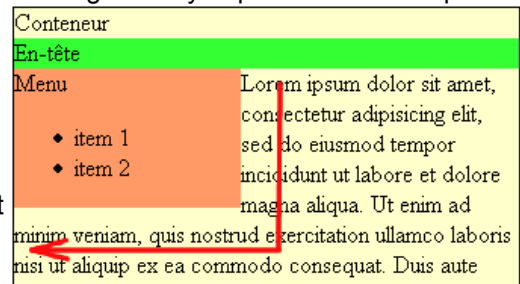 Conteneur
En-tête
Menu
• item 1
• item 2
Lorem ipsum dolor sit amet,
consectetur adipisicing elit,
sed do eiusmod tempor
incididunt ut labore et dolore
magna aliqua. Ut enim ad
minim veniam, quis nostrud exercitation ullamco laboris
nisi ut aliquip ex ea commodo consequat. Duis aute